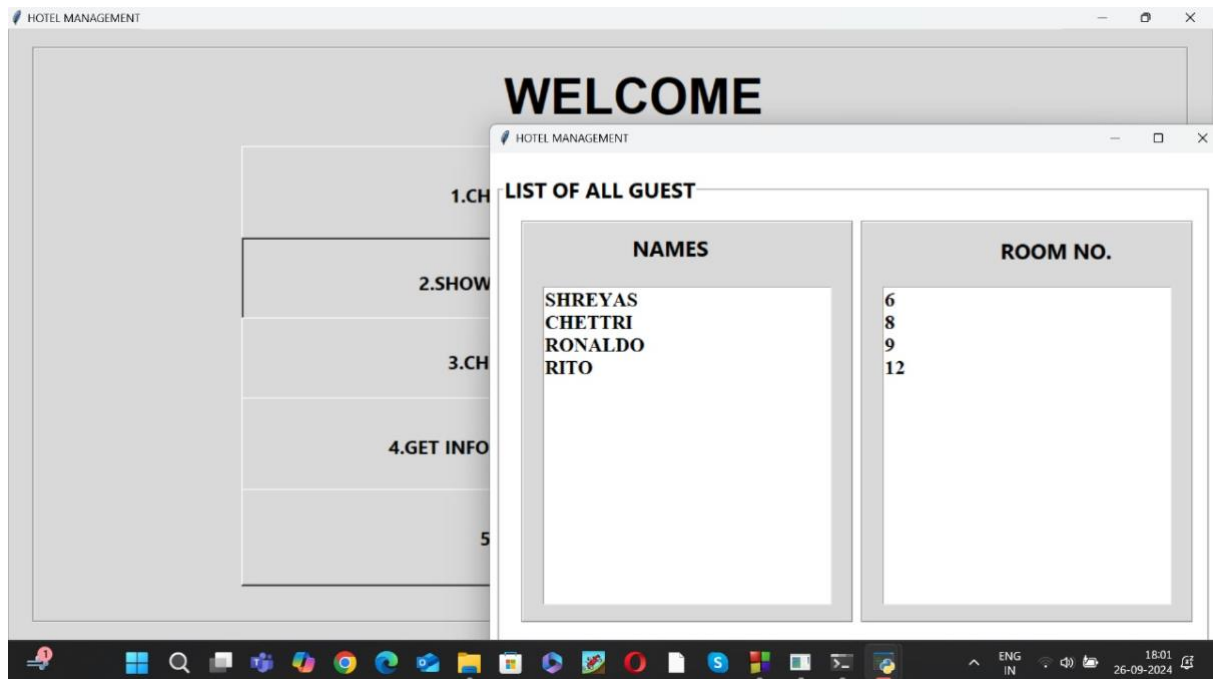 HOTEL MANAGEMENT
WELCOME
HOTEL MANAGEMENT
1.CH
LIST OF ALL GUEST
NAMES
ROOM NO.
2.SHOW
SHREYAS
6
CHETTRI
8
RONALDO
9
RITO
12
3.CH
4.GET INFO
5
1
ENG
IN
18:01
26-09-2024